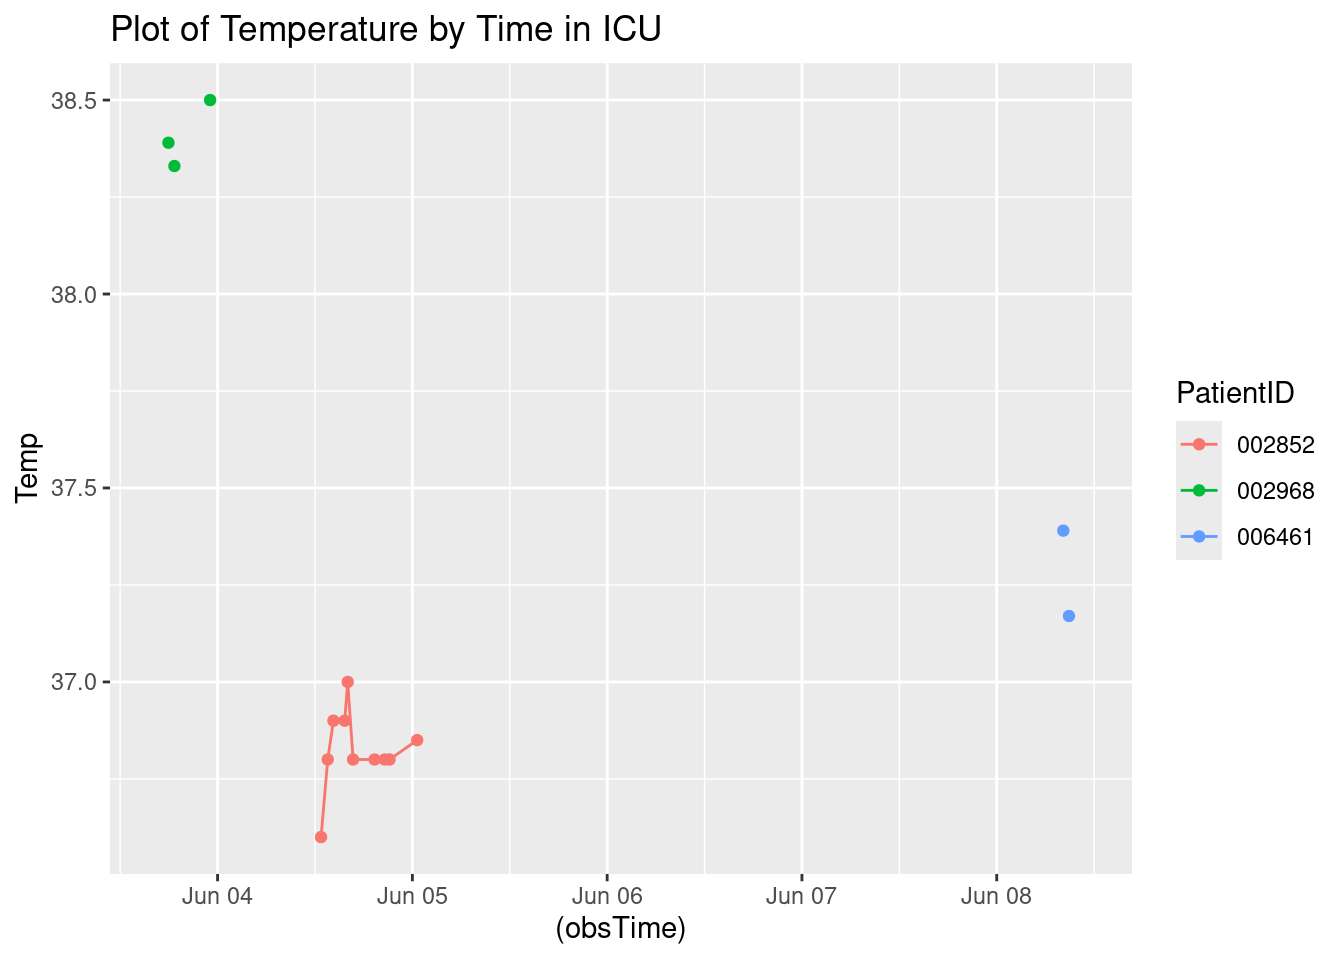 Plot of Temperature by Time in ICU
38.5
38.0
37.5
37.0
Temp
Jun 04
Jun 05
Jun 06
Jun 07
Jun 08
(obsTime)
PatientID
002852
002968
006461